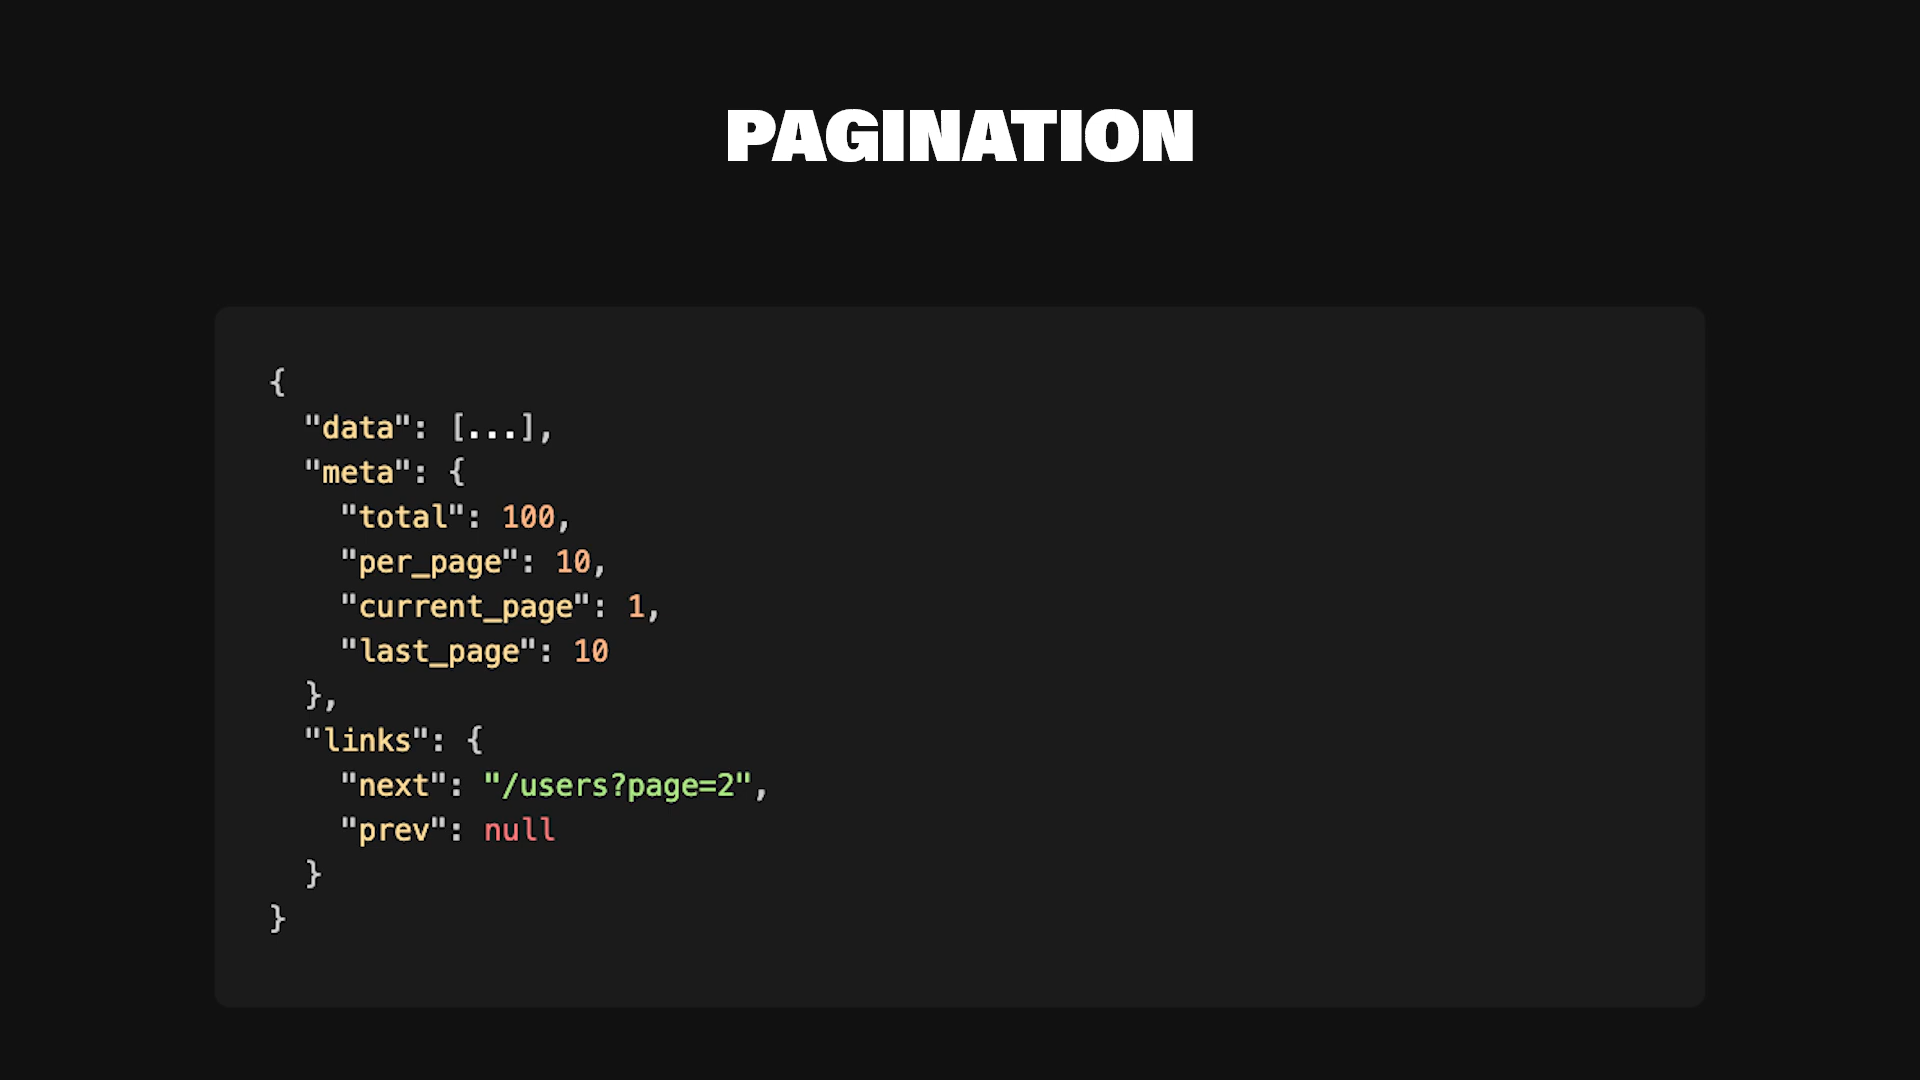 PAGINATION
{
  "data": [...],
  "meta": {
    "total": 100,
    "per_page": 10,
    "current_page": 1,
    "last_page": 10
  },
  "links": {
    "next": "/users?page=2",
    "prev": null
  }
}